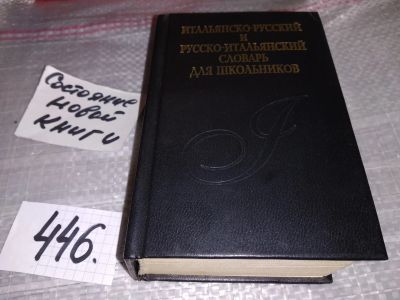 ИТАЛЬЯНСКО-РУССКИЙ
И
РУССКО-ИТАЛЬЯНСКИЙ
СЛОВАРЬ
ДЛЯ ШКОЛЬНИКОВ
Состояние
новой
книги
446.